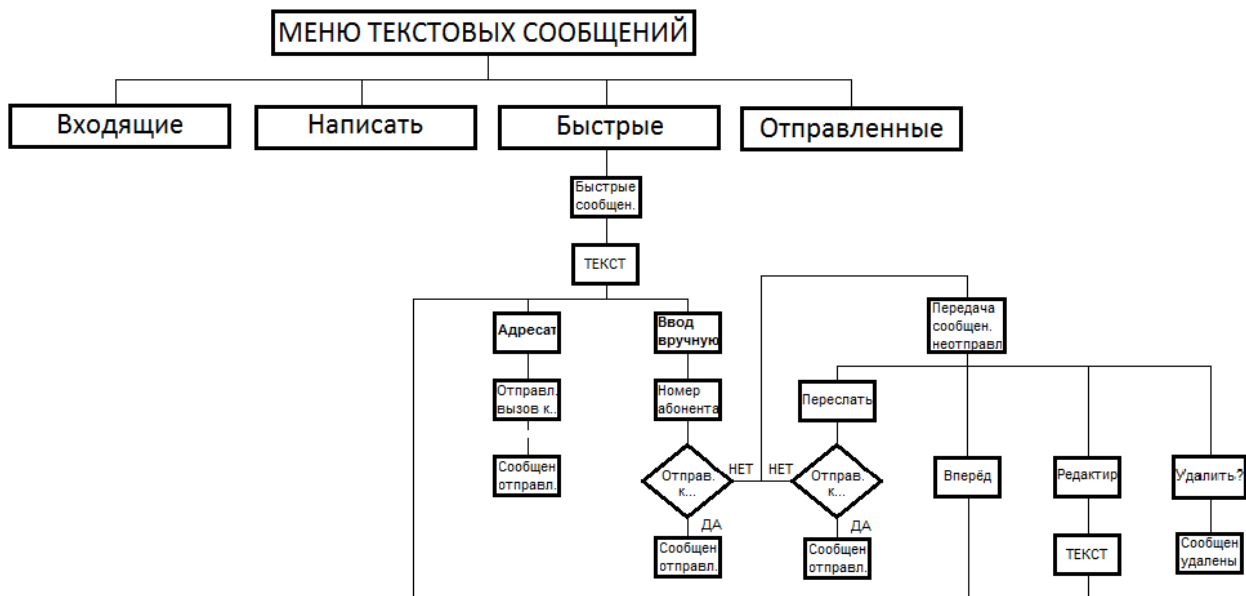 МЕНЮ ТЕКСТОВЫХ СООБЩЕНИЙ
Входящие
Написать
Быстрые
Отправленные
Быстрые
сообщен.
ТЕКСТ
Адресат
Ввод
вручную
Передача
сообщен.
неотправл
Отправл.
вызов к..
Номер
абонента
Переслать
Сообщен
отправл.
Отправ.
к...
НЕТ
НЕТ
Отправ.
к...
Вперёд
Редактир
Удалить?
ДА
ДА
Сообщен
отправл.
Сообщен
отправл.
ТЕКСТ
Сообщен
удалены